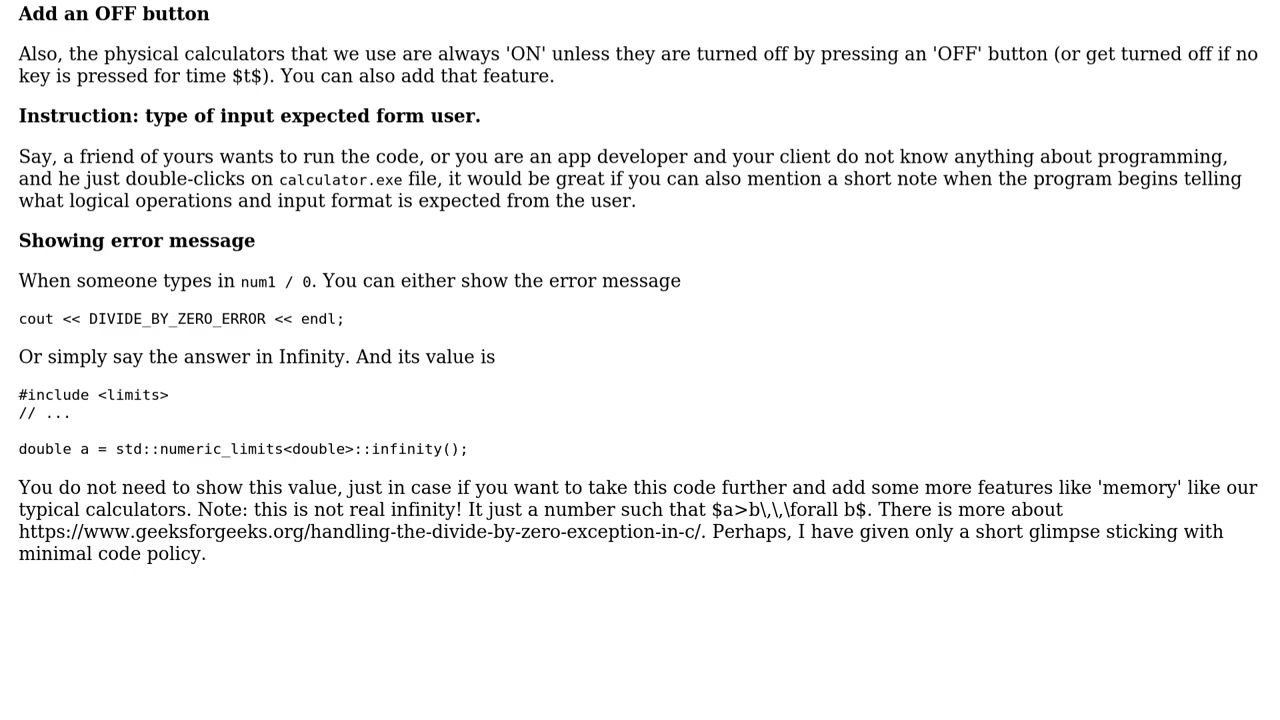 Add an OFF button
Also, the physical calculators that we use are always 'ON' unless they are turned off by pressing an 'OFF' button (or get turned off if no
key is pressed for time $t$). You can also add that feature.
Instruction: type of input expected form user.
Say, a friend of yours wants to run the code, or you are an app developer and your client do not know anything about programming,
and he just double-clicks on calculator.exe file, it would be great if you can also mention a short note when the program begins telling
what logical operations and input format is expected from the user.
Showing error message
When someone types in num1 / 0. You can either show the error message
cout << DIVIDE_BY_ZERO_ERROR << endl;
Or simply say the answer in Infinity. And its value is
#include <limits>
// ...
double a = std::numeric_limits<double>::infinity();
You do not need to show this value, just in case if you want to take this code further and add some more features like 'memory' like our
typical calculators. Note: this is not real infinity! It just a number such that $a>b\,\,\forall b$. There is more about
https://www.geeksforgeeks.org/handling-the-divide-by-zero-exception-in-c/. Perhaps, I have given only a short glimpse sticking with
minimal code policy.